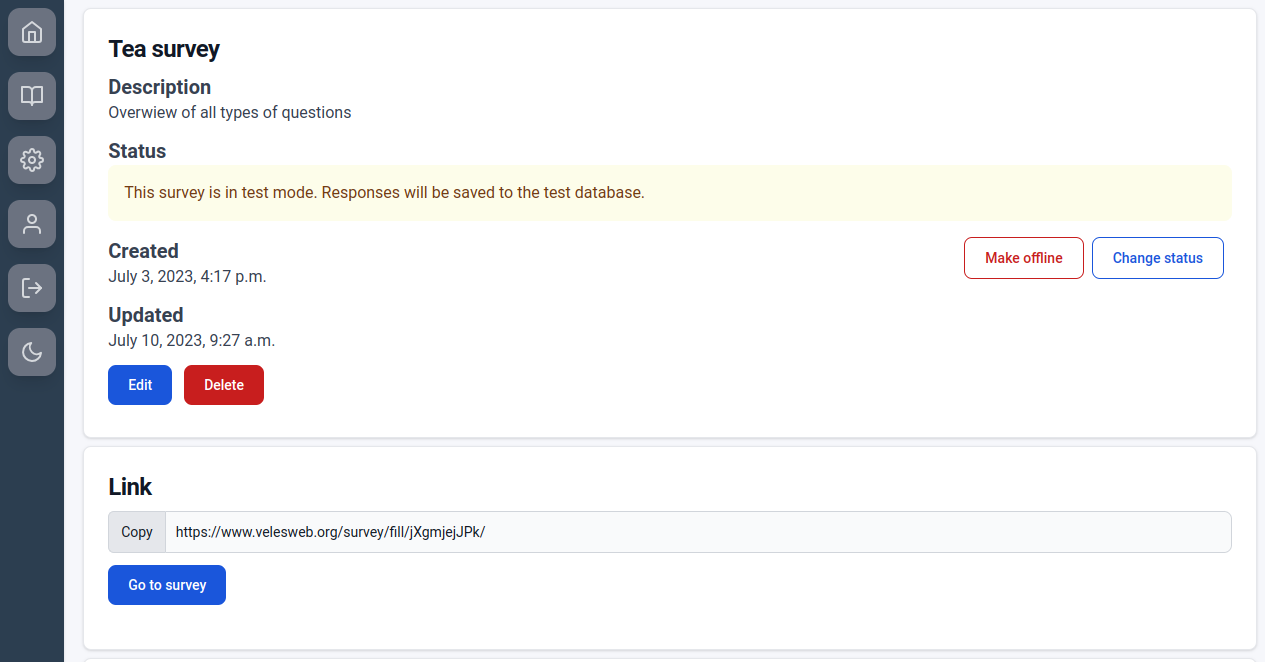 Tea survey
Description
Overwiew of all types of questions
Status
This survey is in test mode. Responses will be saved to the test database.
Created
July 3, 2023, 4:17 p.m.
Make offline
Change status
Updated
July 10, 2023, 9:27 a.m.
Edit
Delete
Link
Copy
https://www.velesweb.org/survey/fill/jXgmjejJPk/
Go to survey